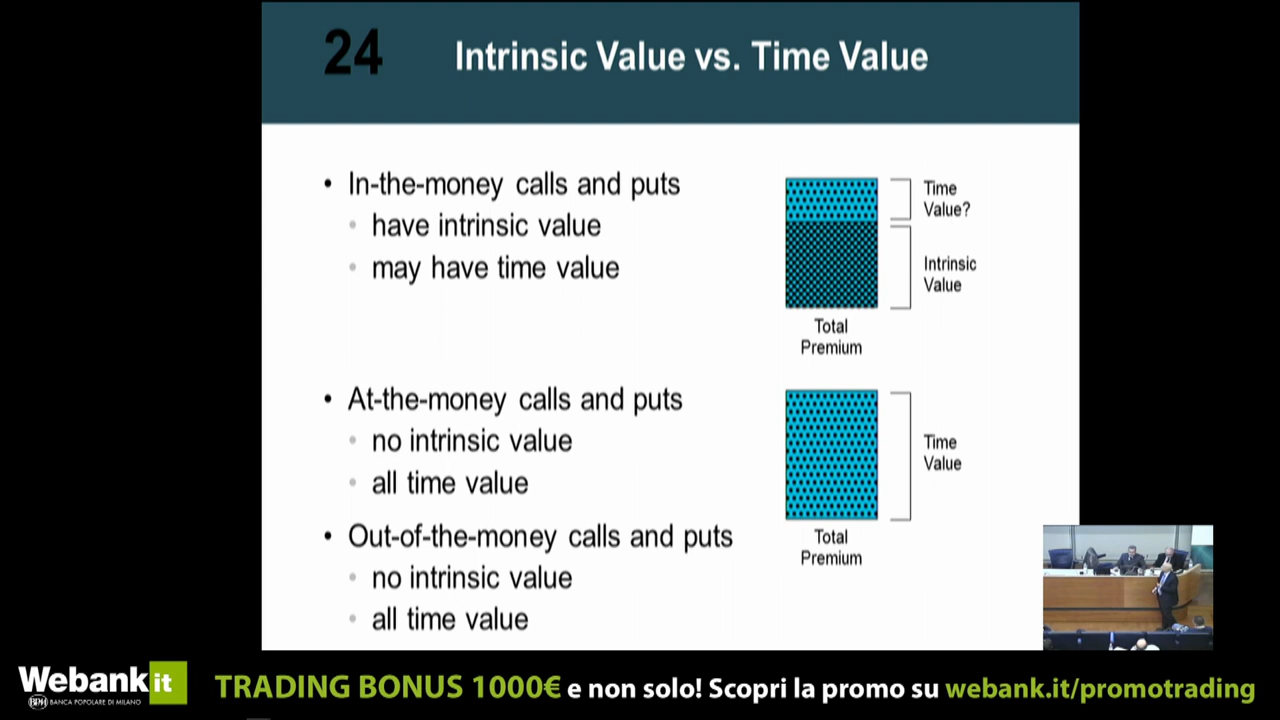 24 Intrinsic Value vs. Time Value
• In-the-money calls and puts
• have intrinsic value
• may have time value
Time
Value?
Intrinsic
Value
Total
Premium
• At-the-money calls and puts
• no intrinsic value
• all time value
Time
Value
Total
Premium
• Out-of-the-money calls and puts
• no intrinsic value
• all time value
Webank it
BPM BANCA POPOLARE DI MILANO
TRADING BONUS 1000€ e non solo! Scopri la promo su webank.it/promotrading